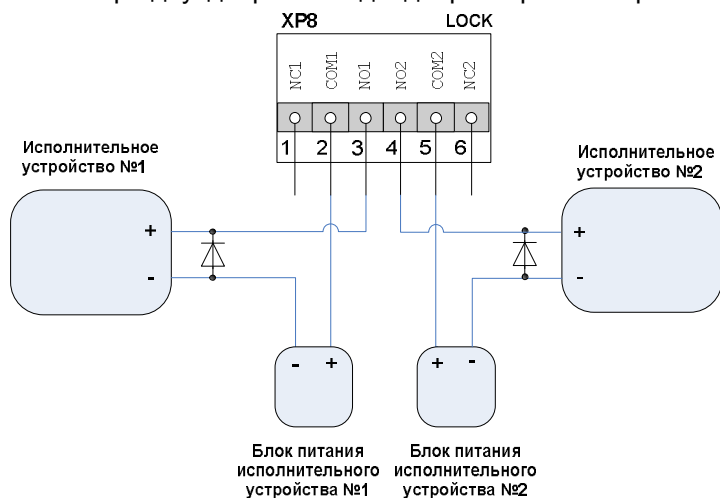 XP8 LOCK
NC1 COM1 NO1 NO2 COM2 NC2
1 2 3 4 5 6
Исполнительное
устройство №1
Исполнительное
устройство №2
+
-
+
-
- +
+ -
Блок питания
исполнительного
устройства №1
Блок питания
исполнительного
устройства №2